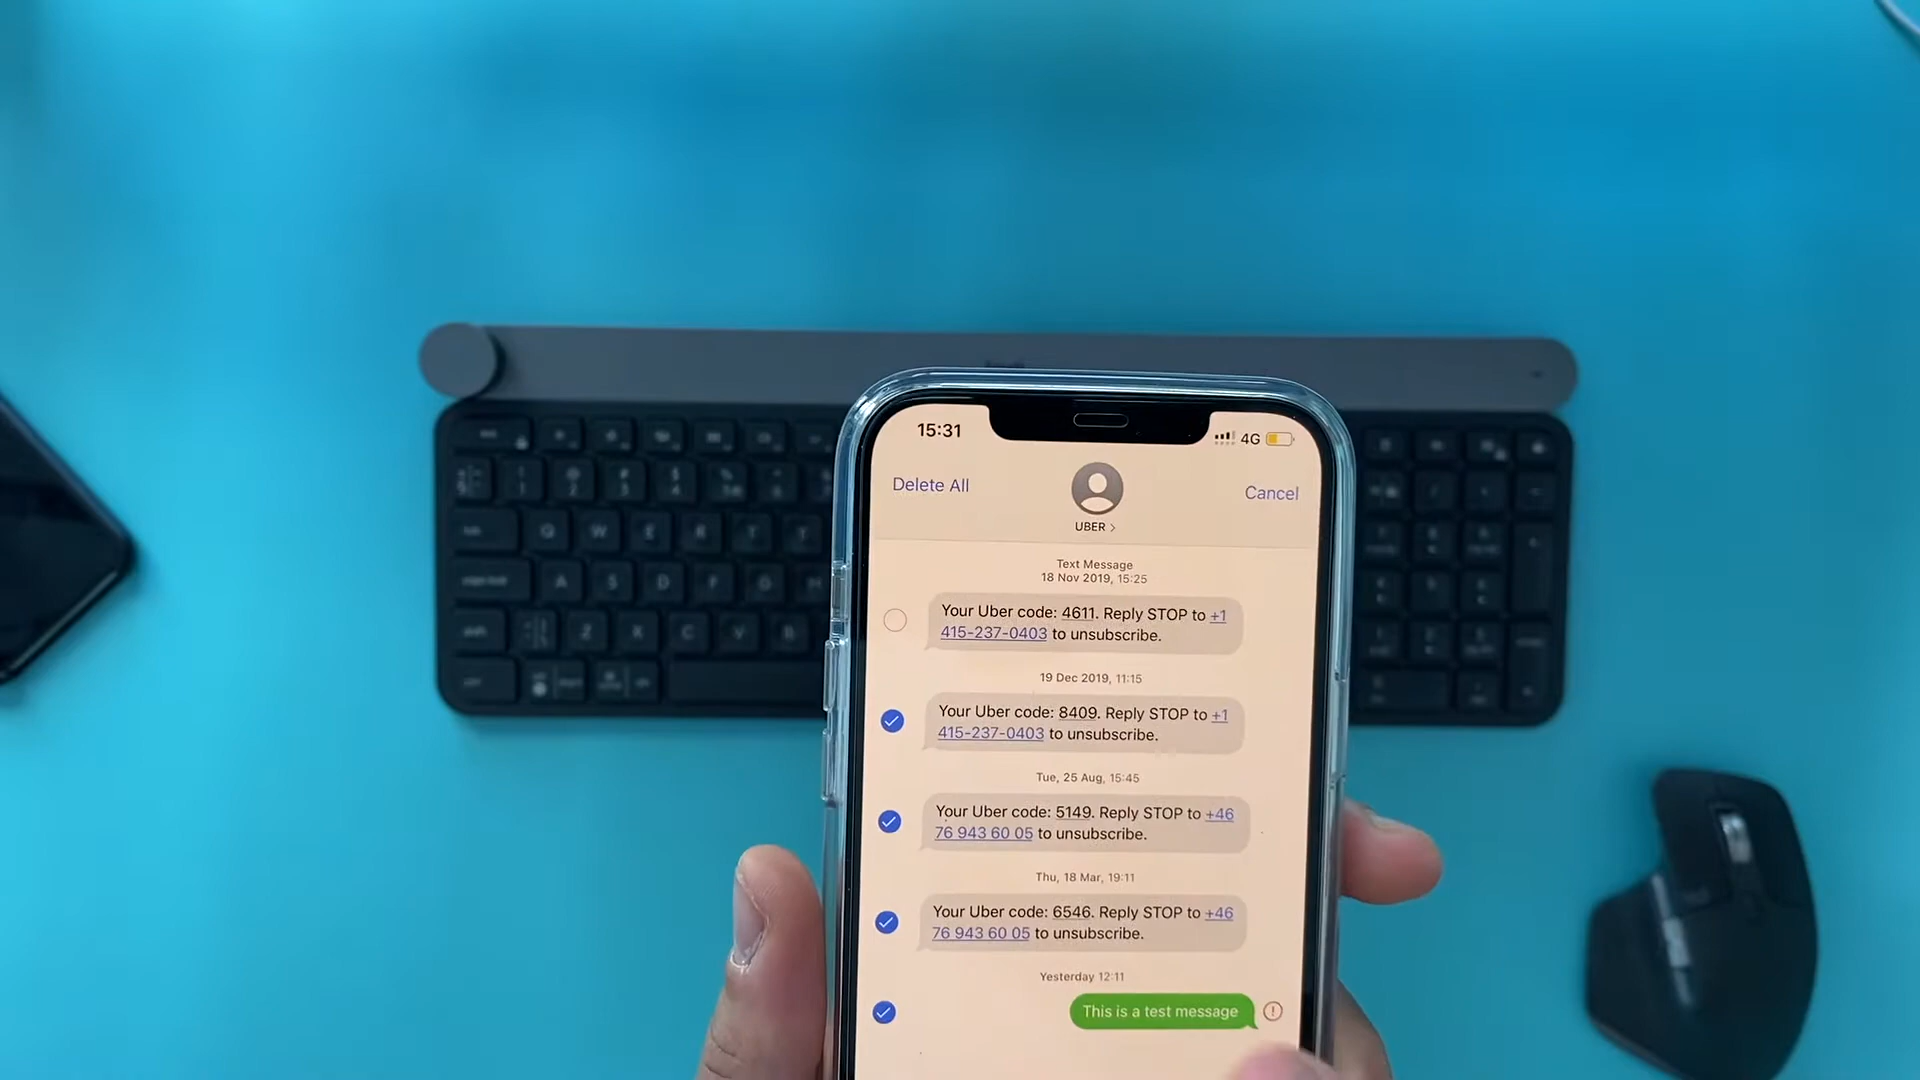 15:31
4G
Delete All
Cancel
UBER >
Text Message
18 Nov 2019, 15:25
Your Uber code: 4611. Reply STOP to +1
415-237-0403 to unsubscribe.
19 Dec 2019, 11:15
Your Uber code: 8409. Reply STOP to +1
415-237-0403 to unsubscribe.
Tue, 25 Aug, 15:45
Your Uber code: 5149. Reply STOP to +46
76 943 60 05 to unsubscribe.
Thu, 18 Mar, 19:11
Your Uber code: 6546. Reply STOP to +46
76 943 60 05 to unsubscribe.
Yesterday 12:11
This is a test message
1 2 3 4
Q W E R T Y
A S D F G H
Z X C V B